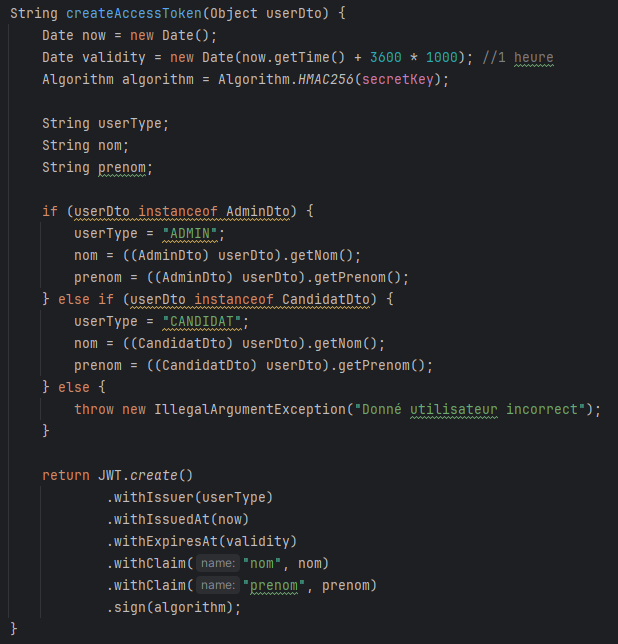 String createAccessToken(Object userDto) {
Date now = new Date();
Date validity = new Date(now.getTime() + 3600 * 1000); //1 heure
Algorithm algorithm = Algorithm.HMAC256(secretKey);
String userType;
String nom;
String prenom;
if (userDto instanceof AdminDto) {
userType = "ADMIN";
nom = ((AdminDto) userDto).getNom();
prenom = ((AdminDto) userDto).getPrenom();
} else if (userDto instanceof CandidatDto) {
userType = "CANDIDAT";
nom = ((CandidatDto) userDto).getNom();
prenom = ((CandidatDto) userDto).getPrenom();
} else {
throw new IllegalArgumentException("Donné utilisateur incorrect");
}
return JWT.create()
.withIssuer(userType)
.withIssuedAt(now)
.withExpiresAt(validity)
.withClaim( name: "nom", nom)
.withClaim( name: "prenom", prenom)
.sign(algorithm);
}